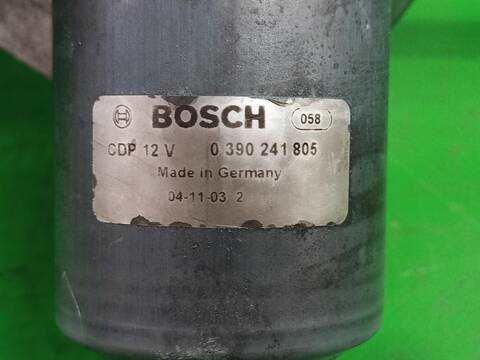 BOSCH 058
CDP 12 V 0 390 241 805
Made in Germany
04-11-03 2